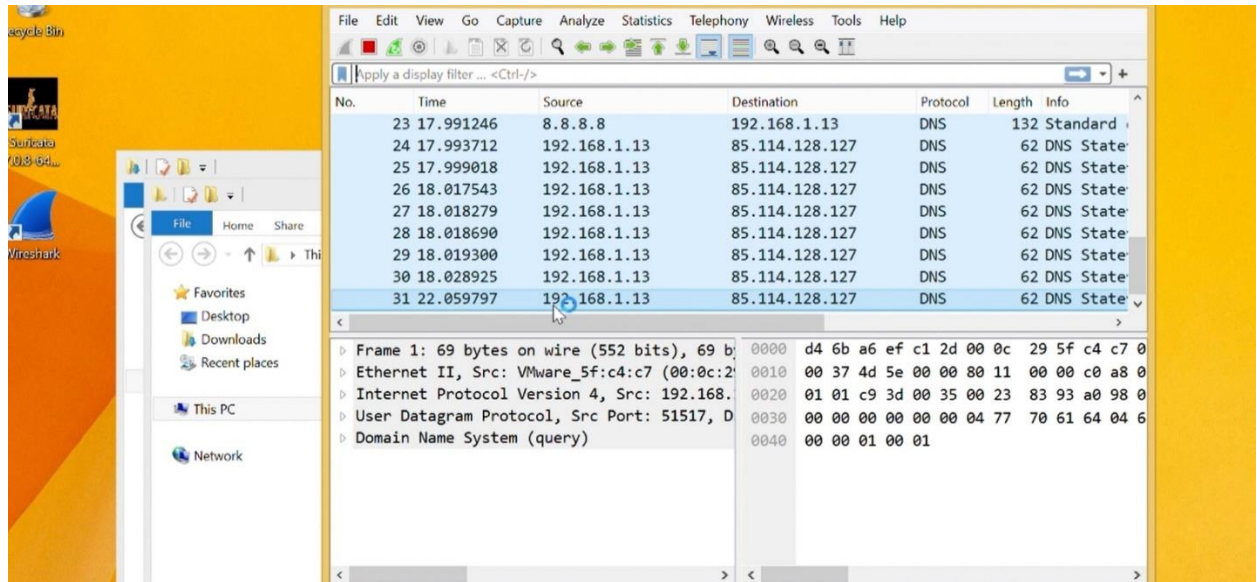 Recycle Bin
SURICATA
Suricata
7.0.8-64...
Wireshark
File Home Share
Thi
Favorites
Desktop
Downloads
Recent places
This PC
Network
File Edit View Go Capture Analyze Statistics Telephony Wireless Tools Help
Apply a display filter ... <Ctrl-/>
No. Time Source Destination Protocol Length Info
23 17.991246 8.8.8.8 192.168.1.13 DNS 132 Standard
24 17.993712 192.168.1.13 85.114.128.127 DNS 62 DNS State
25 17.999018 192.168.1.13 85.114.128.127 DNS 62 DNS State
26 18.017543 192.168.1.13 85.114.128.127 DNS 62 DNS State
27 18.018279 192.168.1.13 85.114.128.127 DNS 62 DNS State
28 18.018690 192.168.1.13 85.114.128.127 DNS 62 DNS State
29 18.019300 192.168.1.13 85.114.128.127 DNS 62 DNS State
30 18.028925 192.168.1.13 85.114.128.127 DNS 62 DNS State
31 22.059797 192.168.1.13 85.114.128.127 DNS 62 DNS State
Frame 1: 69 bytes on wire (552 bits), 69 b
Ethernet II, Src: VMware_5f:c4:c7 (00:0c:2
Internet Protocol Version 4, Src: 192.168.
User Datagram Protocol, Src Port: 51517, D
Domain Name System (query)
0000 d4 6b a6 ef c1 2d 00 0c 29 5f c4 c7 0
0010 00 37 4d 5e 00 00 80 11 00 00 c0 a8 0
0020 01 01 c9 3d 00 35 00 23 83 93 a0 98 0
0030 00 00 00 00 00 00 04 77 70 61 64 04 6
0040 00 00 01 00 01